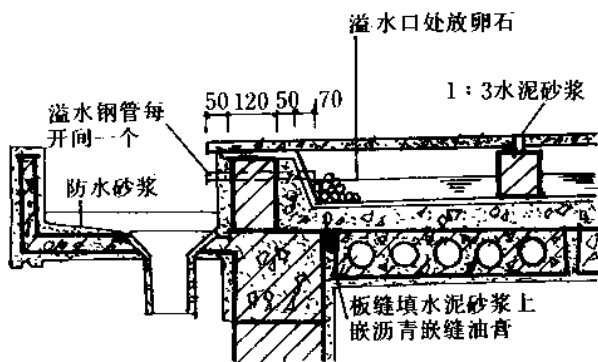 溢水口处放卵石
50 120 50 70
1:3水泥砂浆
溢水钢管每
开间一个
防水砂浆
板缝填水泥砂浆上
嵌沥青嵌缝油膏